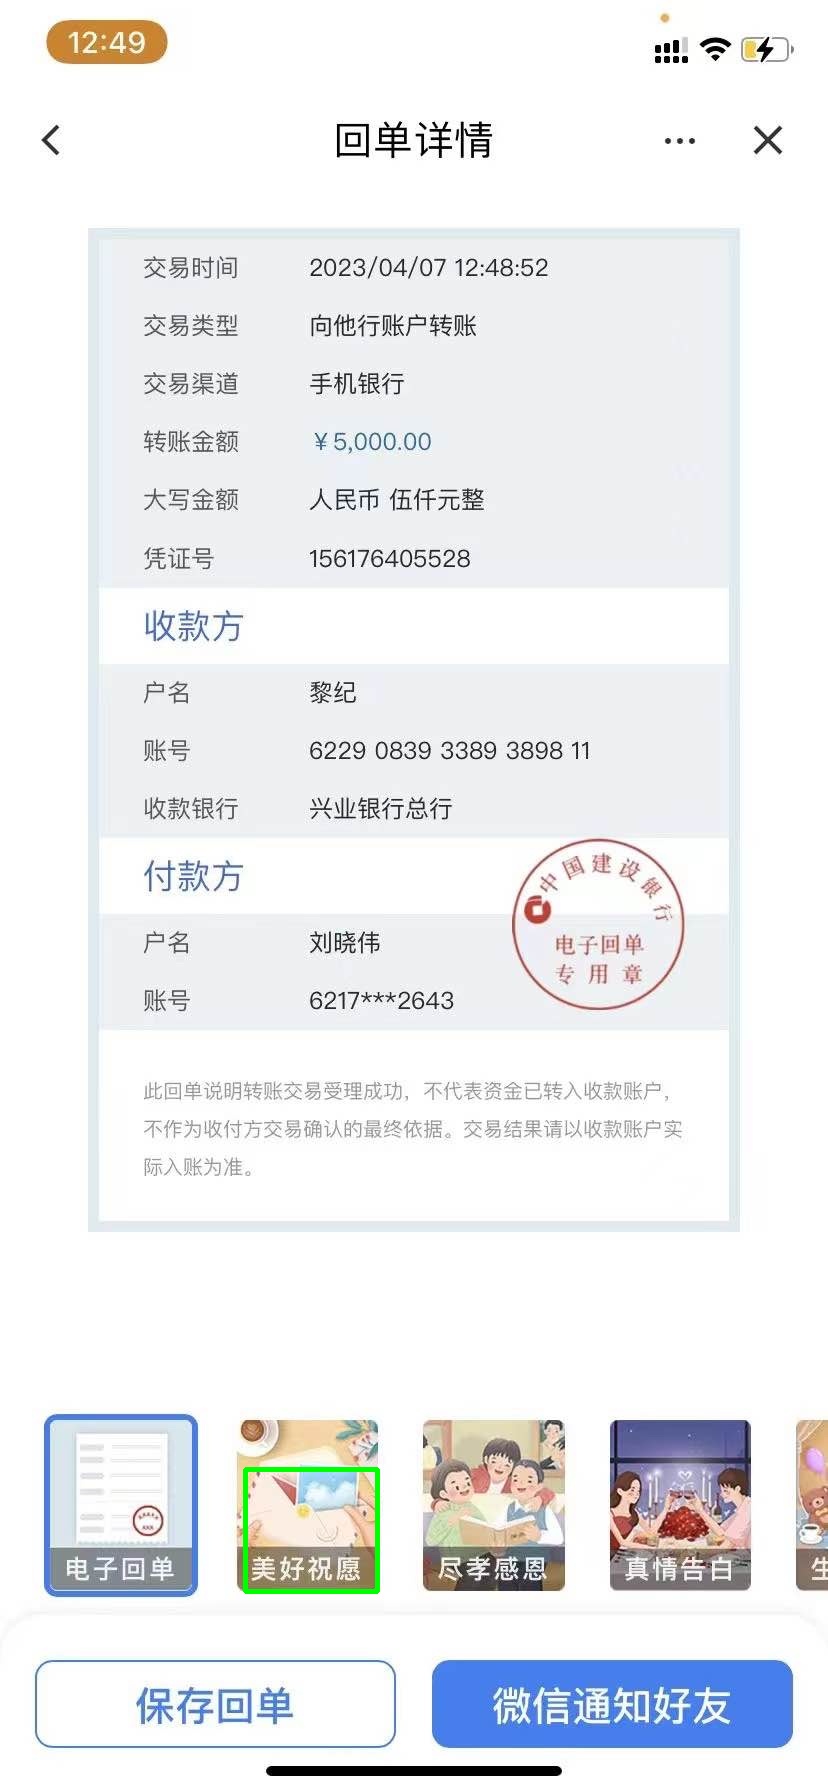 12:49
回单详情
交易时间 2023/04/07 12:48:52
交易类型 向他行账户转账
交易渠道 手机银行
转账金额 ￥5,000.00
大写金额 人民币 伍仟元整
凭证号 156176405528
收款方
户名 黎纪
账号 6229 0839 3389 3898 11
收款银行 兴业银行总行
付款方
户名 刘晓伟
账号 6217***2643
中国建设银行
电子回单
专用章
此回单说明转账交易受理成功，不代表资金已转入收款账户，
不作为收付方交易确认的最终依据。交易结果请以收款账户实
际入账为准。
电子回单 美好祝愿 尽孝感恩 真情告白 生
保存回单 微信通知好友